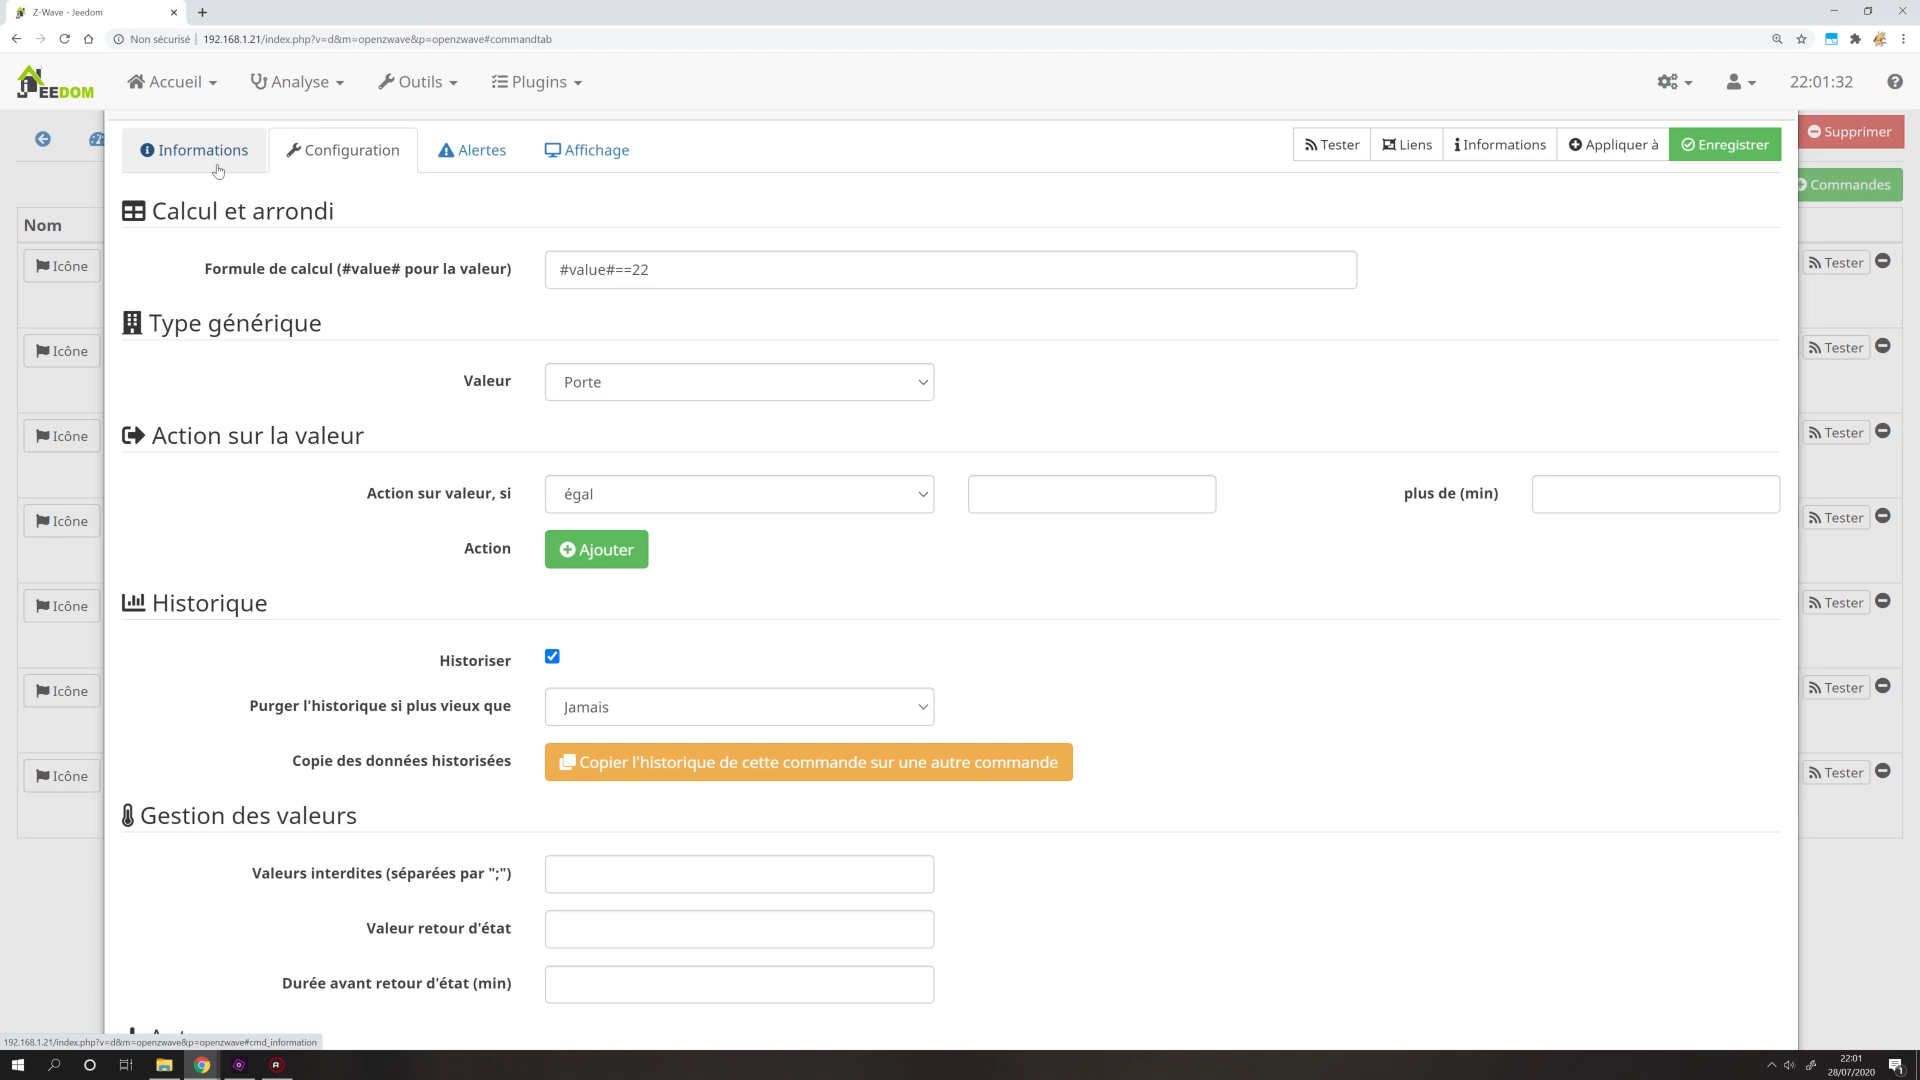 Z-Wave - Jeedom
Non sécurisé | 192.168.1.21/index.php?v=d&m=openzwave&p=openzwave#commandtab
JEEDOM
Accueil
Analyse
Outils
Plugins
22:01:32
Informations
Configuration
Alertes
Affichage
Tester
Liens
Informations
Appliquer à
Enregistrer
Supprimer
Commandes
Calcul et arrondi
Nom
Formule de calcul (#value# pour la valeur)
#value#==22
Icône
Tester
Type générique
Icône
Tester
Valeur
Porte
Action sur la valeur
Icône
Tester
Action sur valeur, si
égal
plus de (min)
Icône
Tester
Action
Ajouter
Historique
Icône
Tester
Historiser
Icône
Tester
Purger l'historique si plus vieux que
Jamais
Copie des données historisées
Copier l'historique de cette commande sur une autre commande
Icône
Tester
Gestion des valeurs
Valeurs interdites (séparées par ";")
Valeur retour d'état
Durée avant retour d'état (min)
192.168.1.21/index.php?v=d&m=openzwave&p=openzwave#cmd_information
22:01
28/07/2020
1